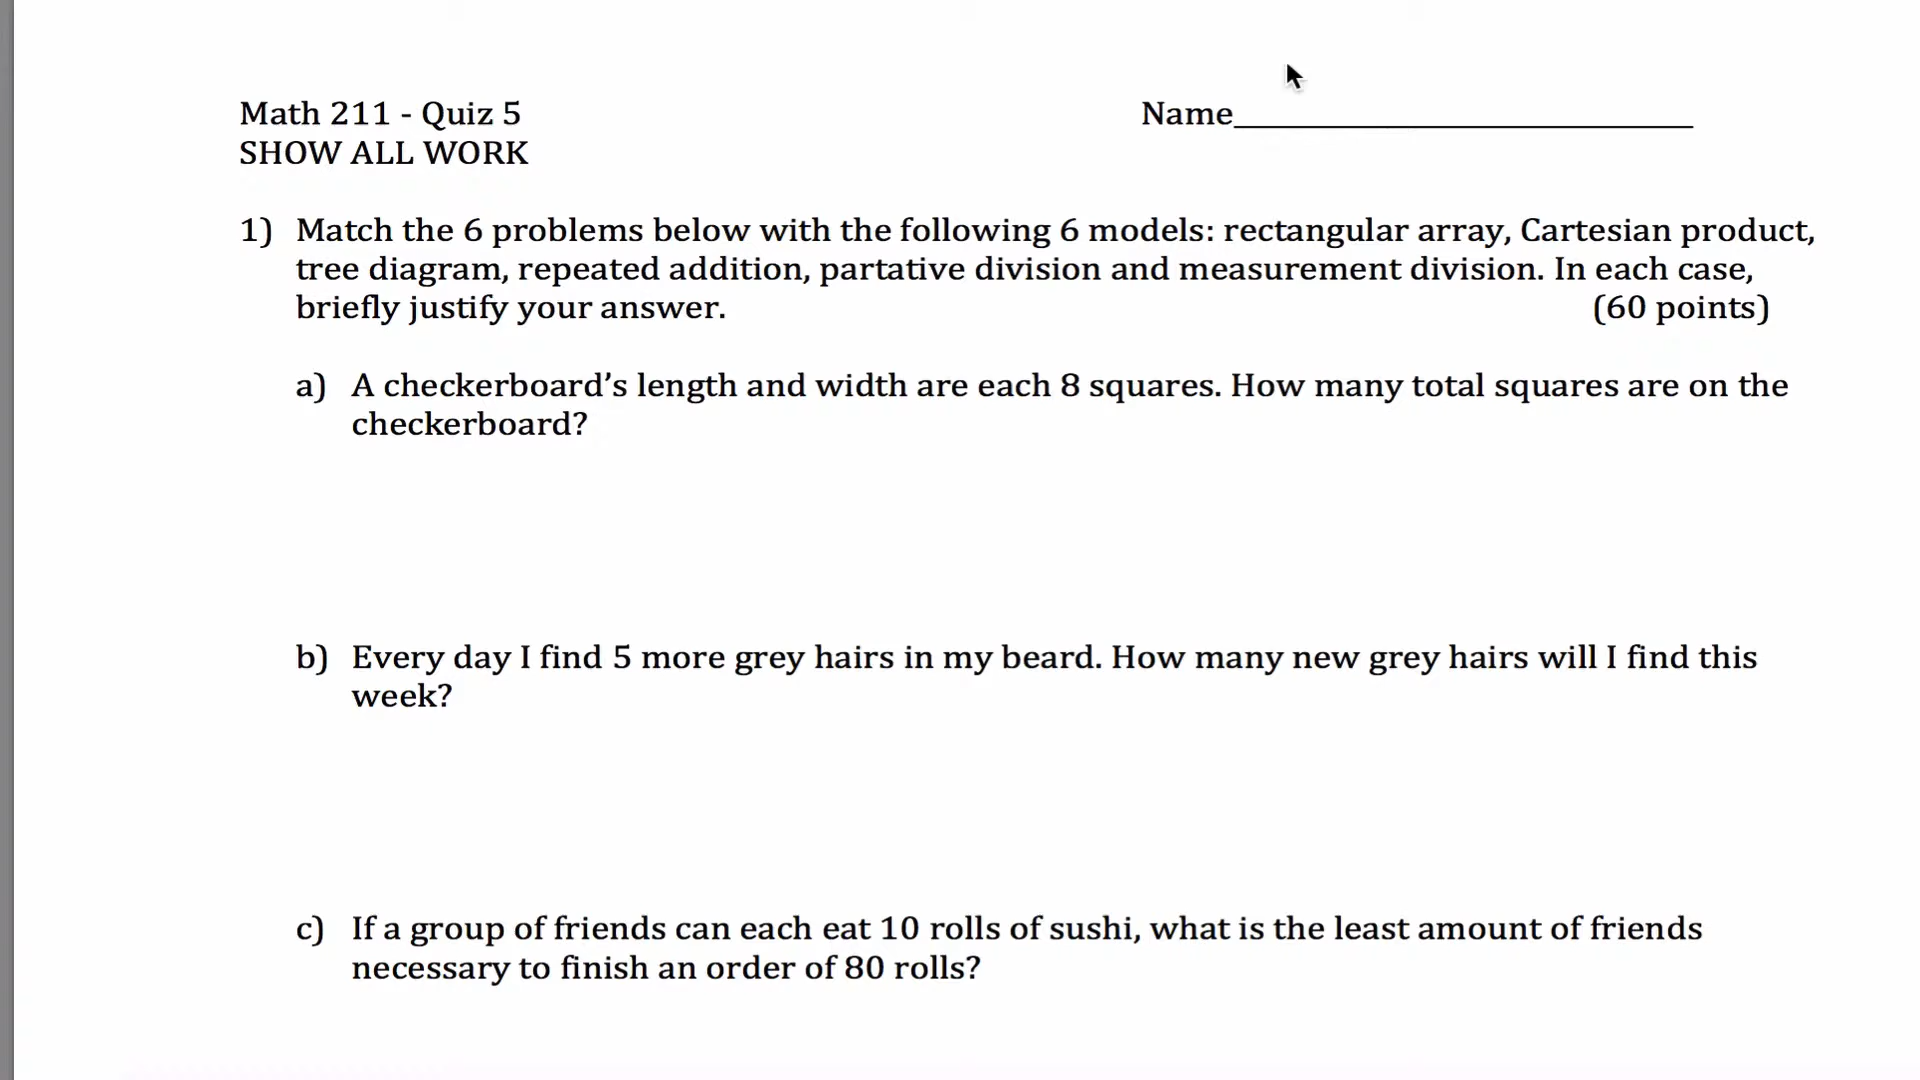 Math 211 - Quiz 5 Name__________________________
SHOW ALL WORK
1) Match the 6 problems below with the following 6 models: rectangular array, Cartesian product,
tree diagram, repeated addition, partative division and measurement division. In each case,
briefly justify your answer. (60 points)
a) A checkerboard’s length and width are each 8 squares. How many total squares are on the
checkerboard?
b) Every day I find 5 more grey hairs in my beard. How many new grey hairs will I find this
week?
c) If a group of friends can each eat 10 rolls of sushi, what is the least amount of friends
necessary to finish an order of 80 rolls?